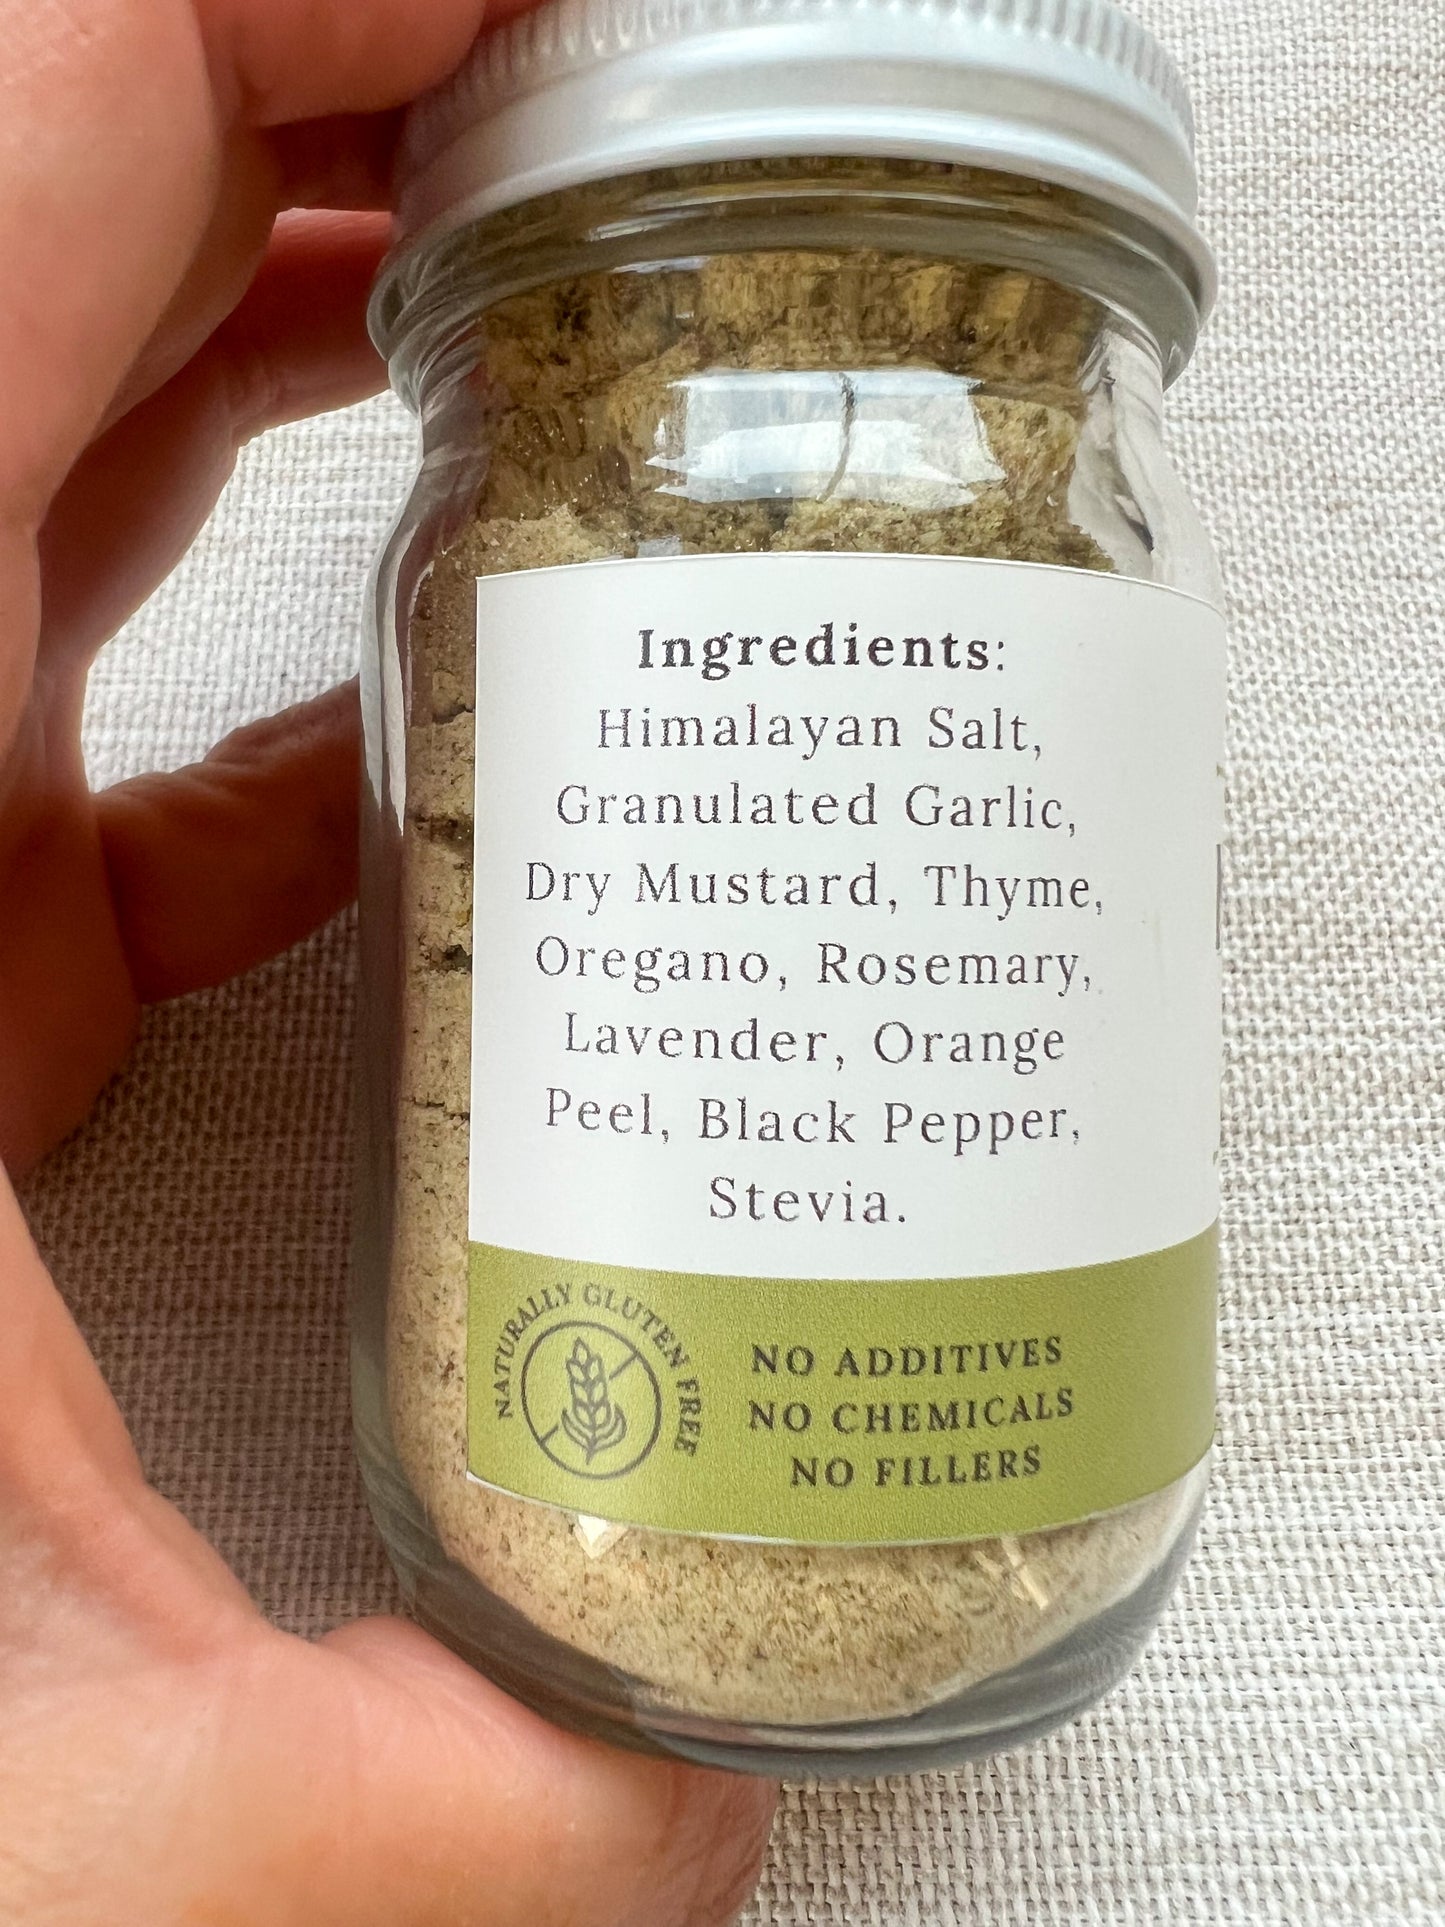 Ingredients:
Himalayan Salt,
Granulated Garlic,
Dry Mustard, Thyme,
Oregano, Rosemary,
Lavender, Orange
Peel, Black Pepper,
Stevia.
NATURALLY GLUTEN FREE
NO ADDITIVES
NO CHEMICALS
NO FILLERS